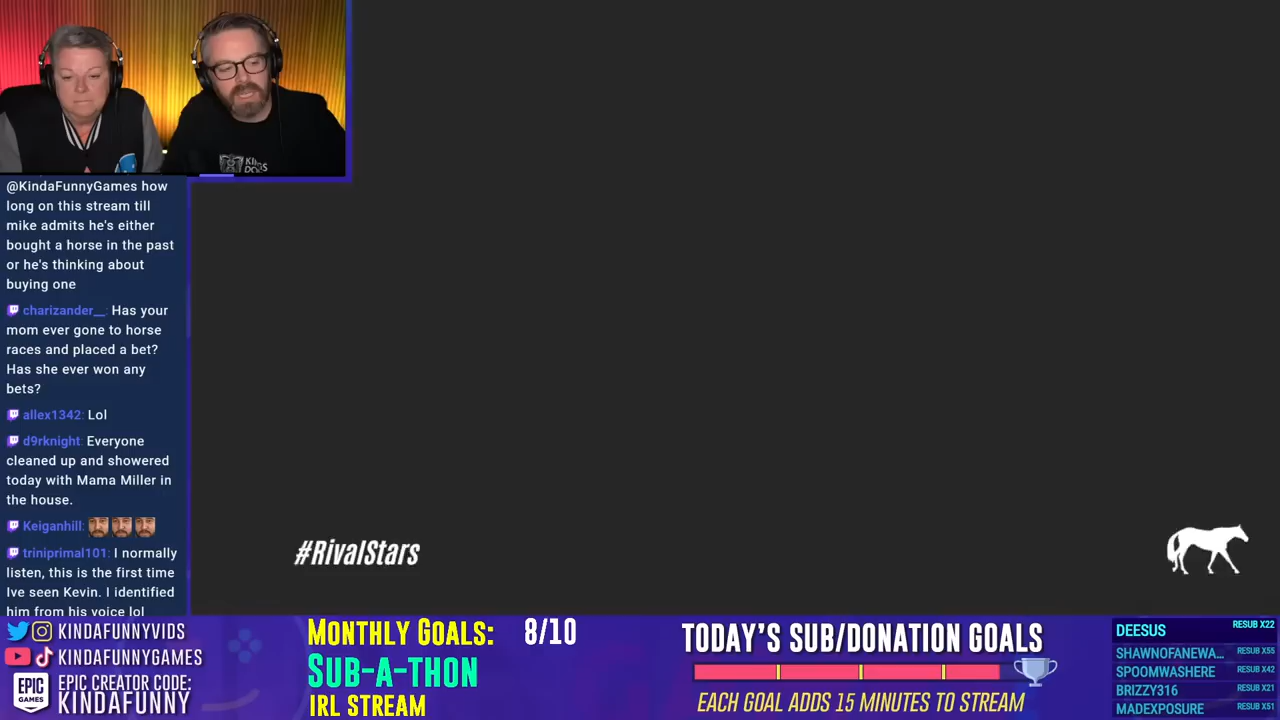 @KindaFunnyGames how
long on this stream till
mike admits he's either
bought a horse in the past
or he's thinking about
buying one
charizander__: Has your
mom ever gone to horse
races and placed a bet?
Has she ever won any
bets?
allex1342: Lol
d9rknight: Everyone
cleaned up and showered
today with Mama Miller in
the house.
Keiganhill:
triniprimal101: I normally
listen, this is the first time
Ive seen Kevin. I identified
him from his voice lol
#RivalStars
KINDAFUNNYVIDS
KINDAFUNNYGAMES
EPIC GAMES
EPIC CREATOR CODE:
KINDAFUNNY
MONTHLY GOALS: 8/10
SUB-A-THON
IRL STREAM
TODAY'S SUB/DONATION GOALS
EACH GOAL ADDS 15 MINUTES TO STREAM
DEESUS RESUB X22
SHAWNOFANEWA... RESUB X55
SPOOMWASHERE RESUB X42
BRIZZY316 RESUB X21
MADEXPOSURE RESUB X51